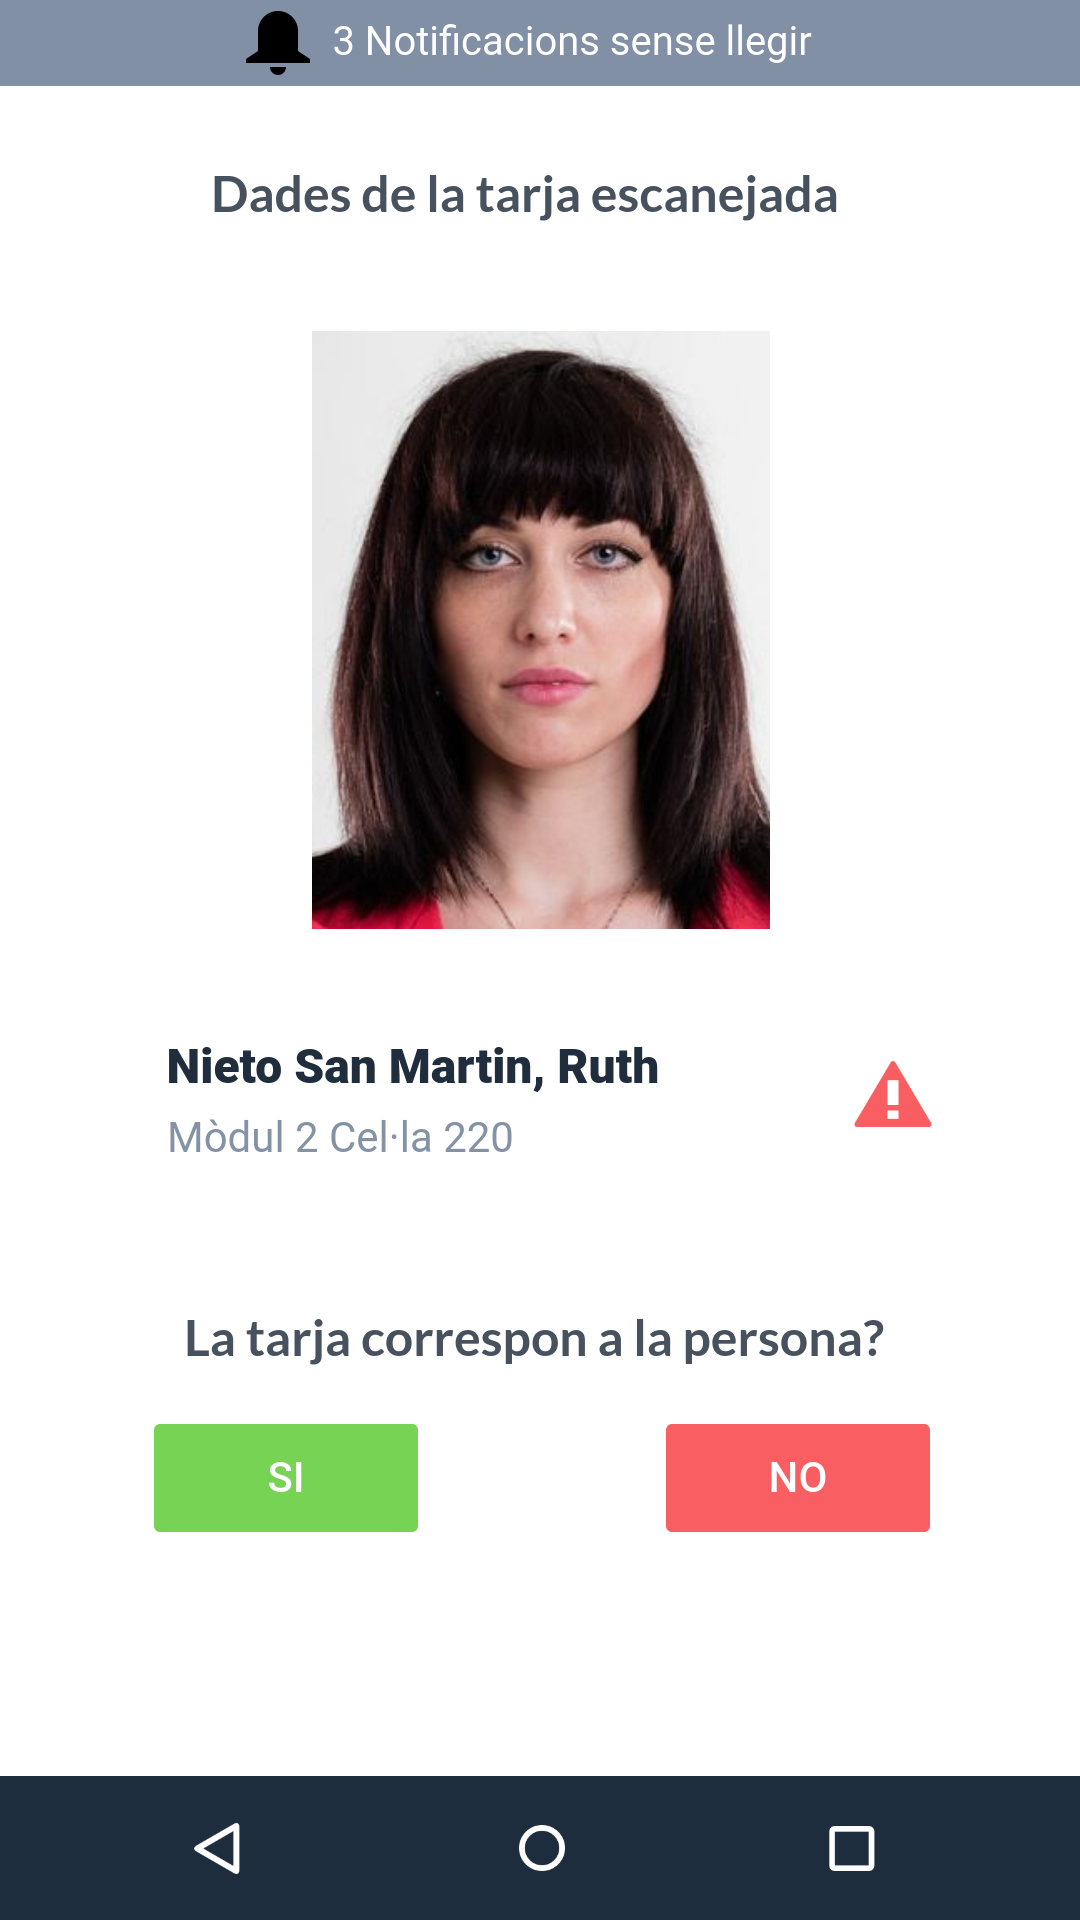 3 Notificacions sense llegir
Dades de la tarja escanejada
Nieto San Martin, Ruth
Mòdul 2 Cel·la 220
La tarja correspon a la persona?
SI
NO